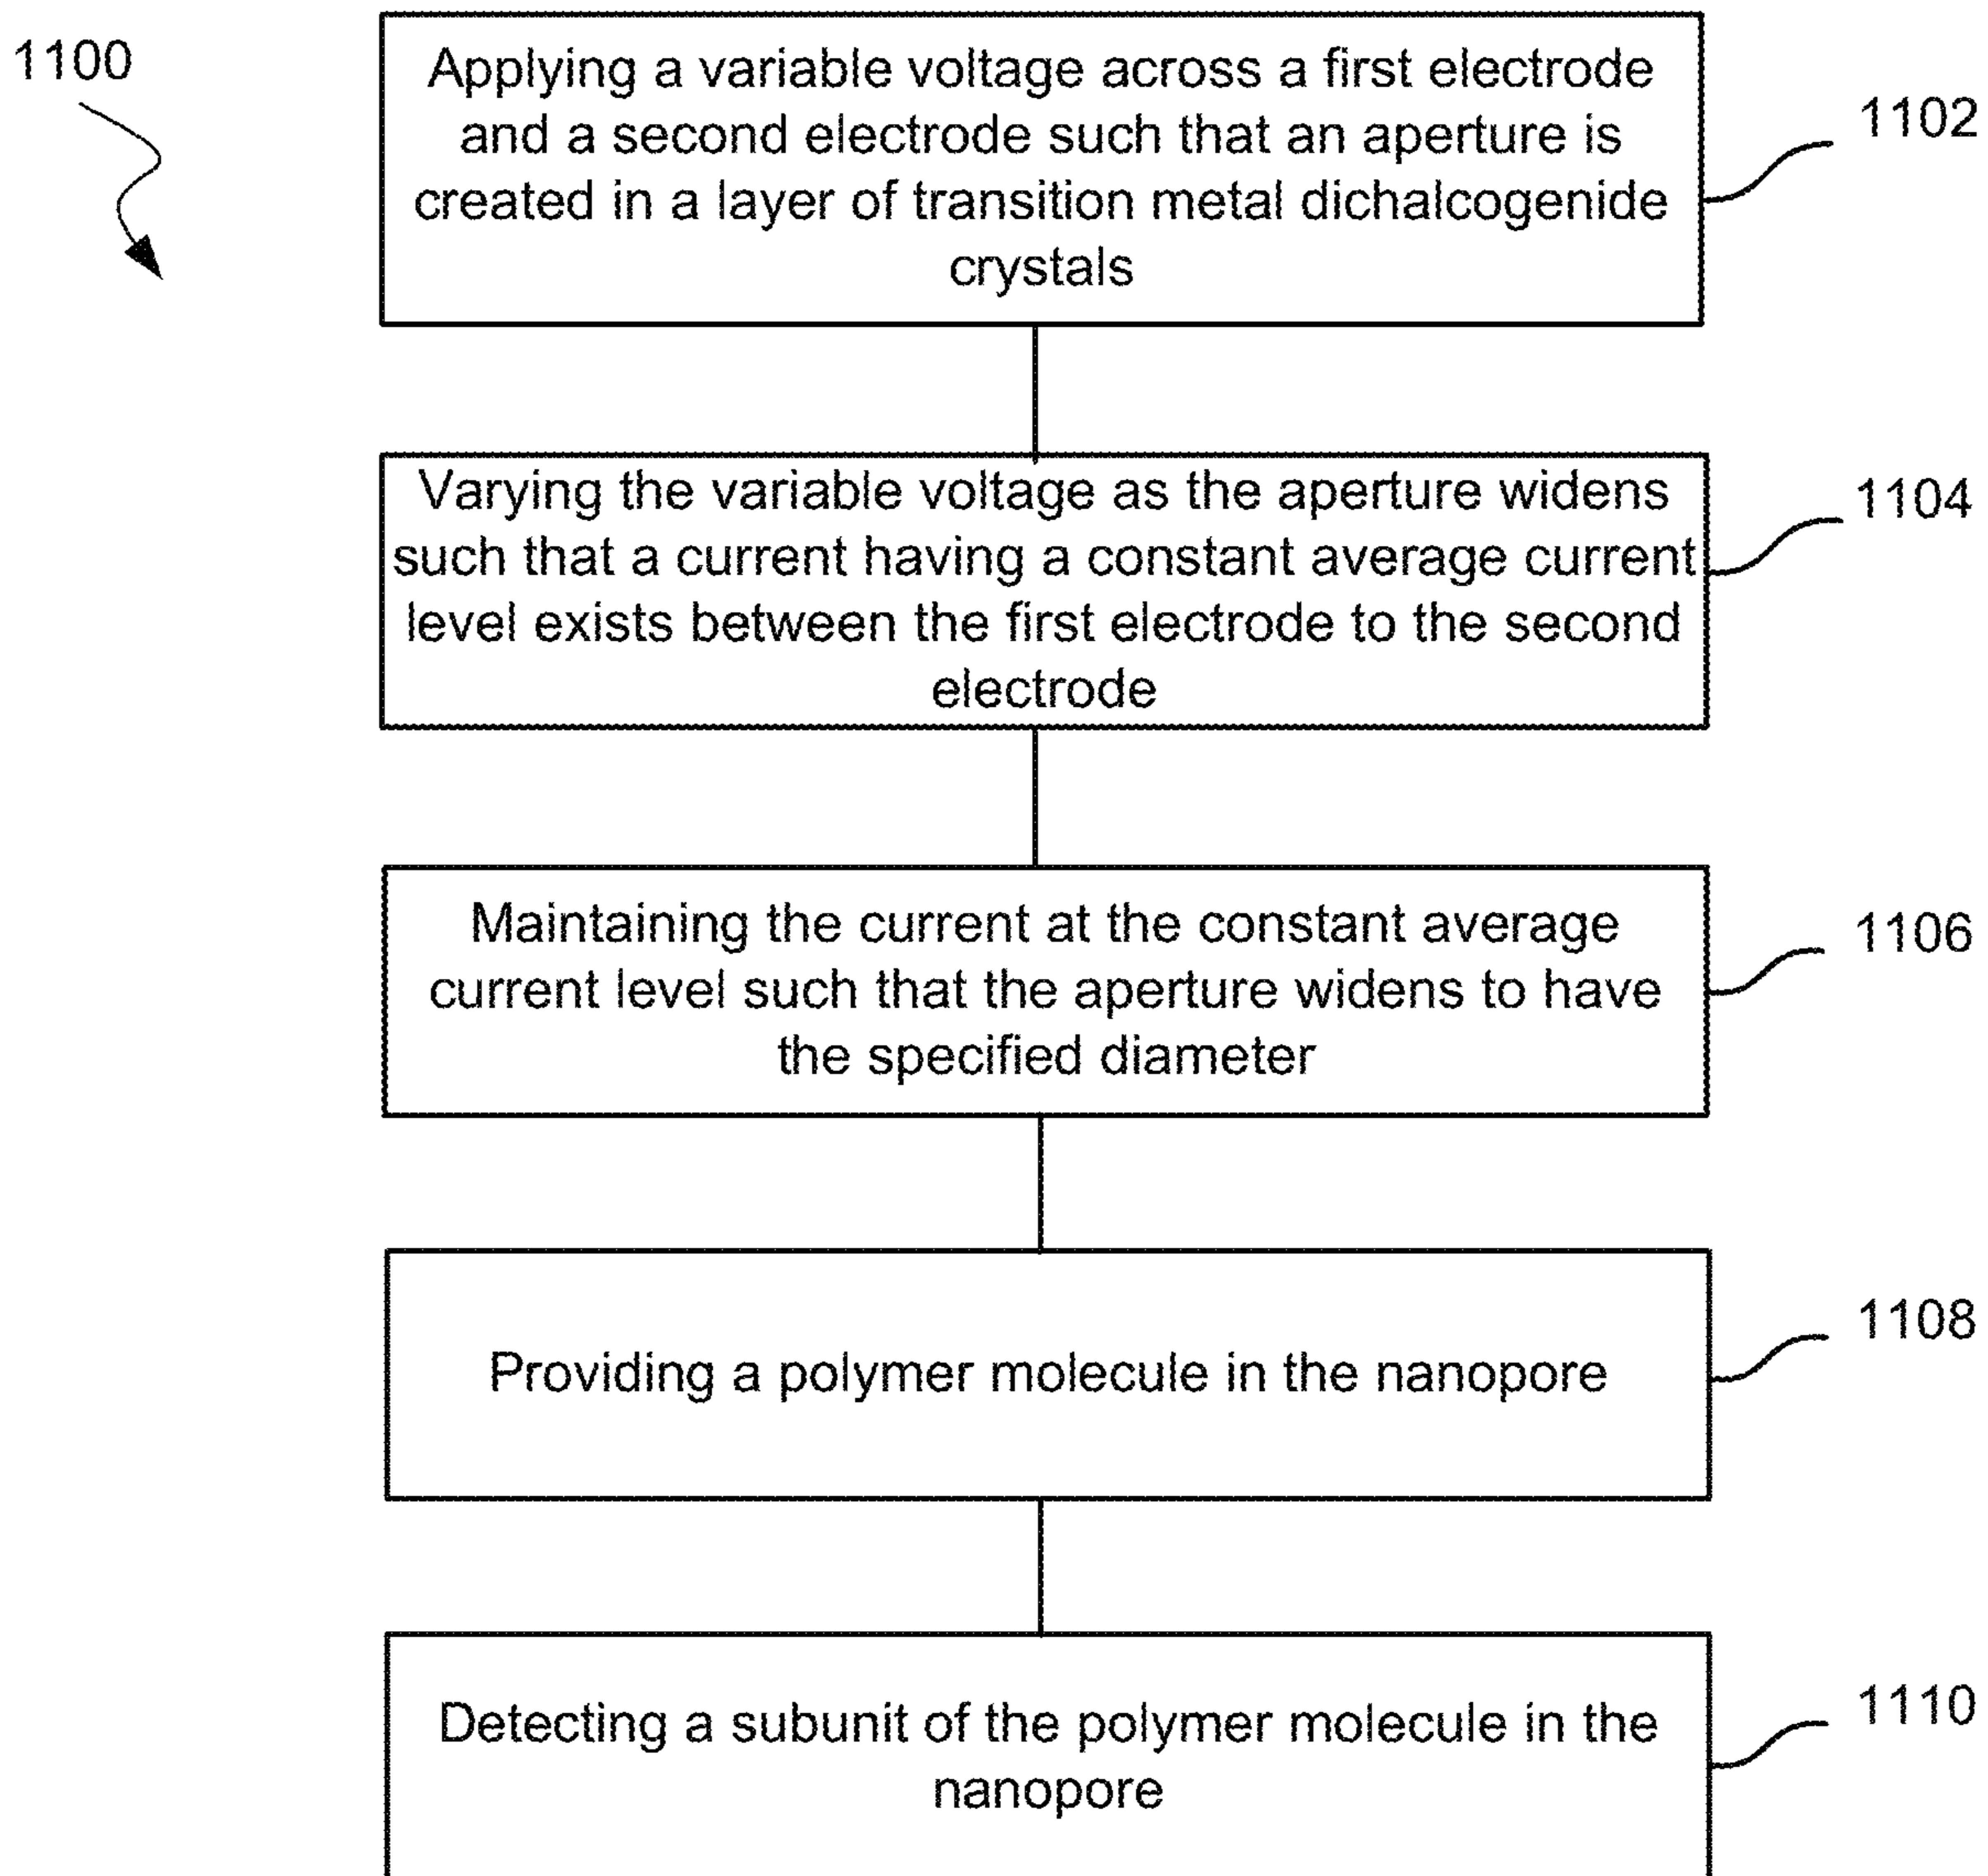 1100
Applying a variable voltage across a first electrode
and a second electrode such that an aperture is
created in a layer of transition metal dichalcogenide
crystals
1102
Varying the variable voltage as the aperture widens
such that a current having a constant average current
level exists between the first electrode to the second
electrode
1104
Maintaining the current at the constant average
current level such that the aperture widens to have
the specified diameter
1106
Providing a polymer molecule in the nanopore
1108
Detecting a subunit of the polymer molecule in the
nanopore
1110